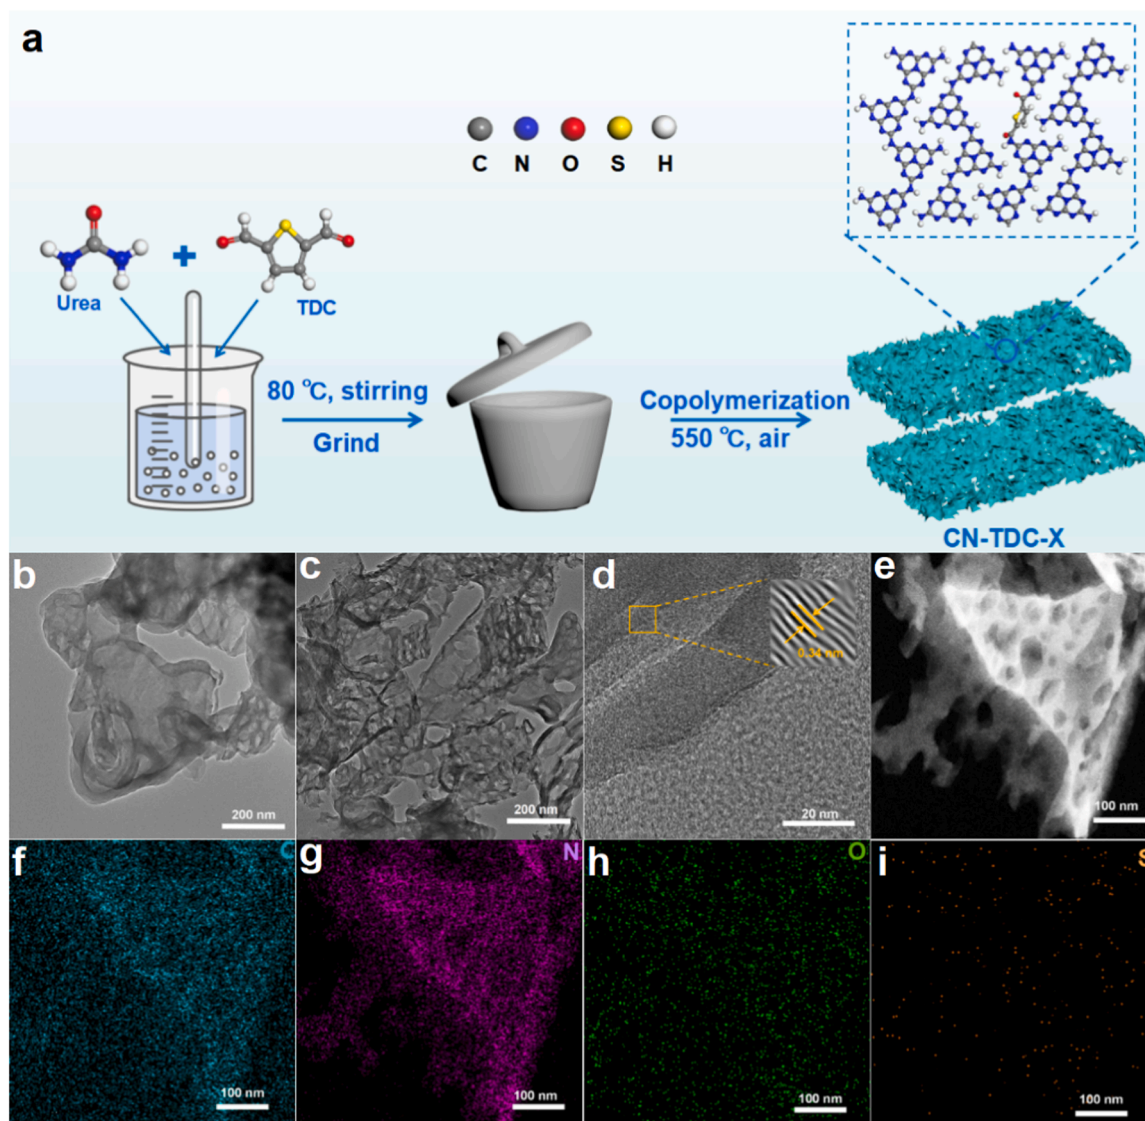 a
C N O S H
Urea
TDC
80 ℃, stirring
Grind
Copolymerization
550 ℃, air
CN-TDC-X
b
200 nm
c
200 nm
d
0.34 nm
20 nm
e
100 nm
f
C
100 nm
g
N
100 nm
h
O
100 nm
i
S
100 nm